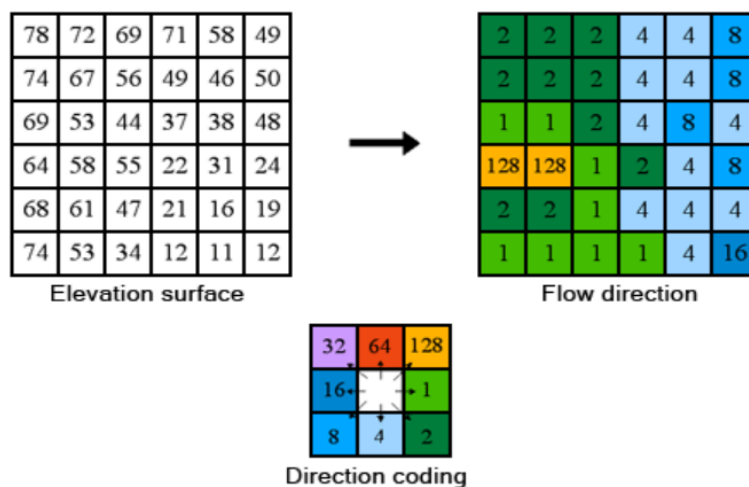 78 72 69 71 58 49
74 67 56 49 46 50
69 53 44 37 38 48
64 58 55 22 31 24
68 61 47 21 16 19
74 53 34 12 11 12
Elevation surface
2 2 2 4 4 8
2 2 2 4 4 8
1 1 2 4 8 4
128 128 1 2 4 8
2 2 1 4 4 4
1 1 1 1 4 16
Flow direction
32 64 128
16 1
8 4 2
Direction coding